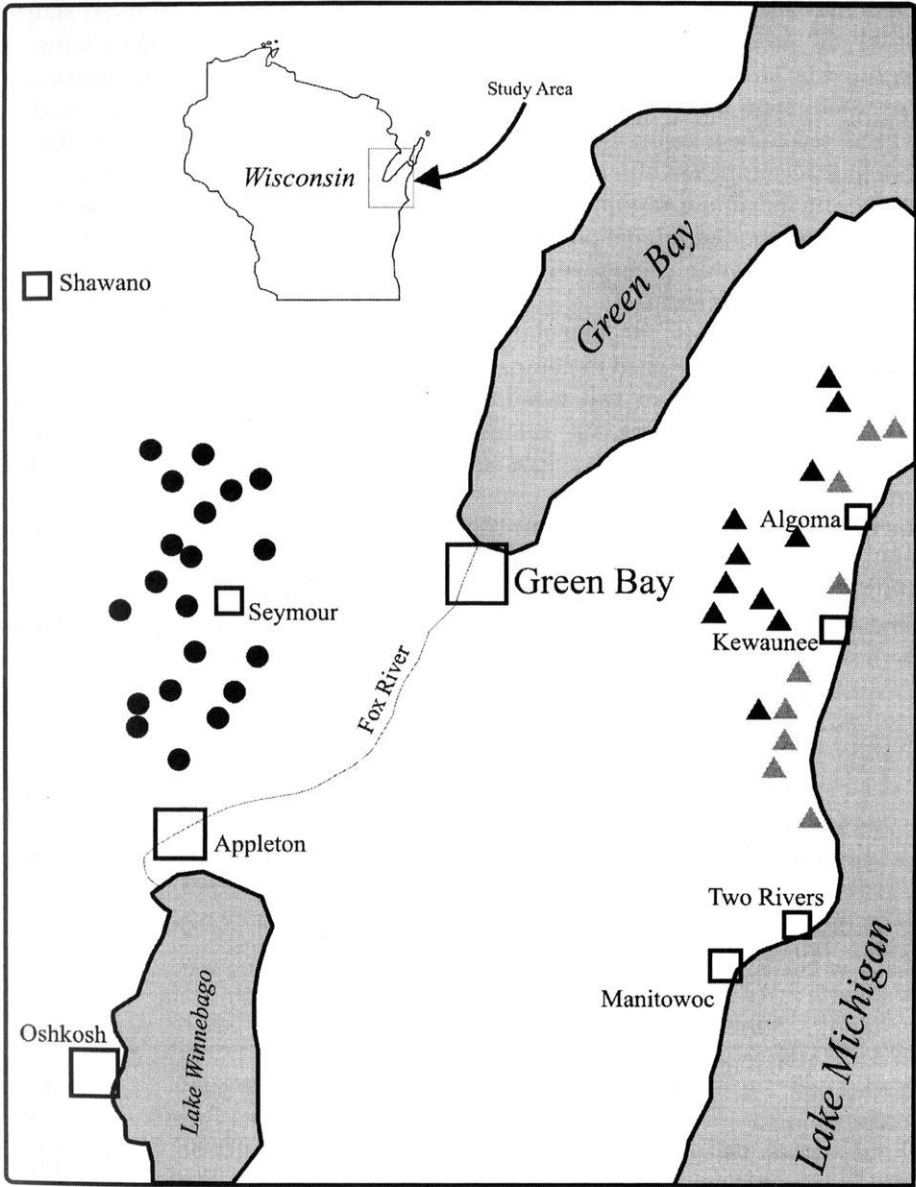 Study Area
Wisconsin
Shawano
Green Bay
Algoma
Green Bay
Seymour
Kewaunee
Fox River
Appleton
Two Rivers
Manitowoc
Lake Michigan
Oshkosh
Lake Winnebago